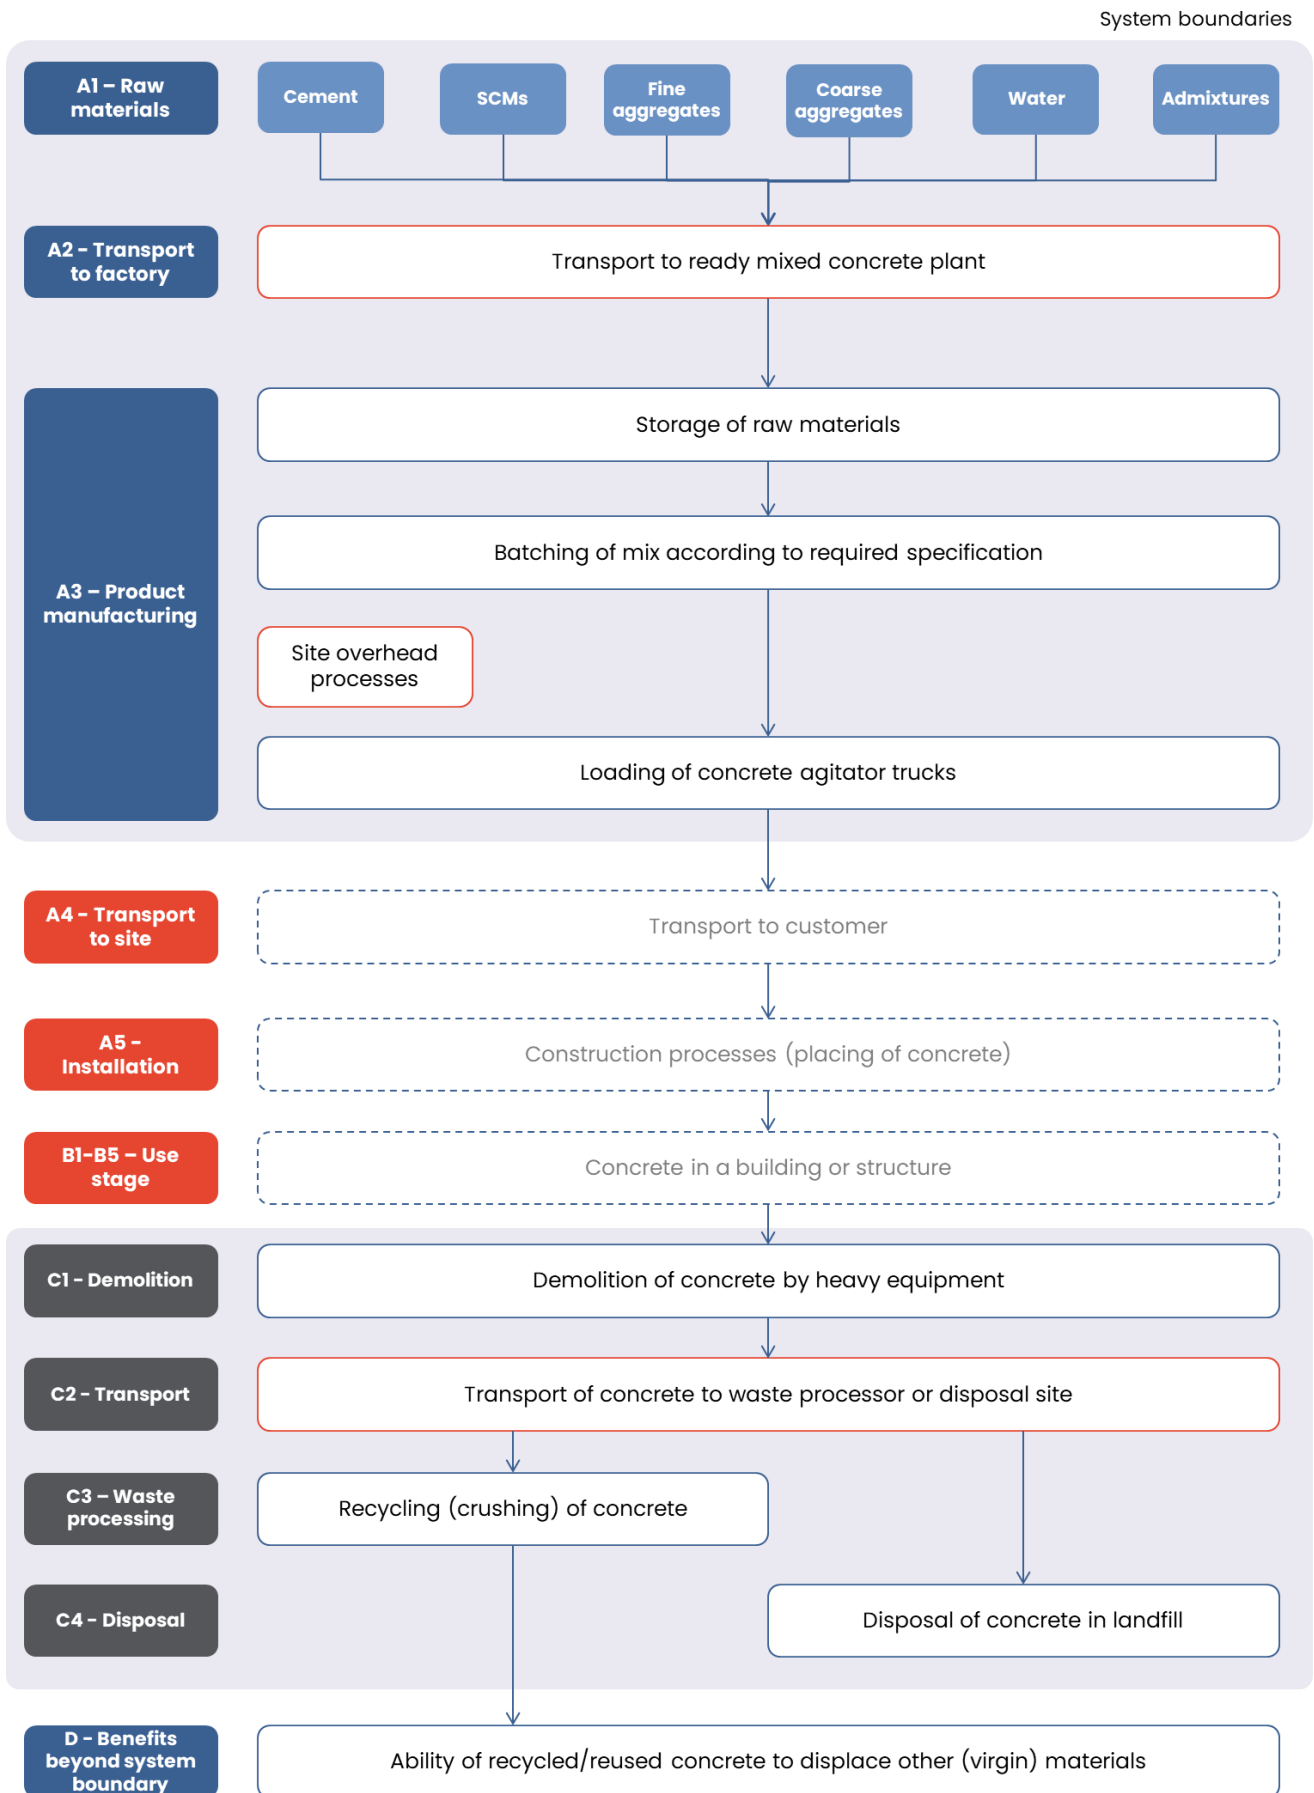 System boundaries
A1 – Raw
materials
Cement
SCMs
Fine
aggregates
Coarse
aggregates
Water
Admixtures
A2 - Transport
to factory
Transport to ready mixed concrete plant
Storage of raw materials
Batching of mix according to required specification
A3 – Product
manufacturing
Site overhead
processes
Loading of concrete agitator trucks
A4 - Transport
to site
Transport to customer
A5 -
Installation
Construction processes (placing of concrete)
B1-B5 – Use
stage
Concrete in a building or structure
C1 - Demolition
Demolition of concrete by heavy equipment
C2 - Transport
Transport of concrete to waste processor or disposal site
C3 – Waste
processing
Recycling (crushing) of concrete
C4 - Disposal
Disposal of concrete in landfill
D - Benefits
beyond system
boundary
Ability of recycled/reused concrete to displace other (virgin) materials